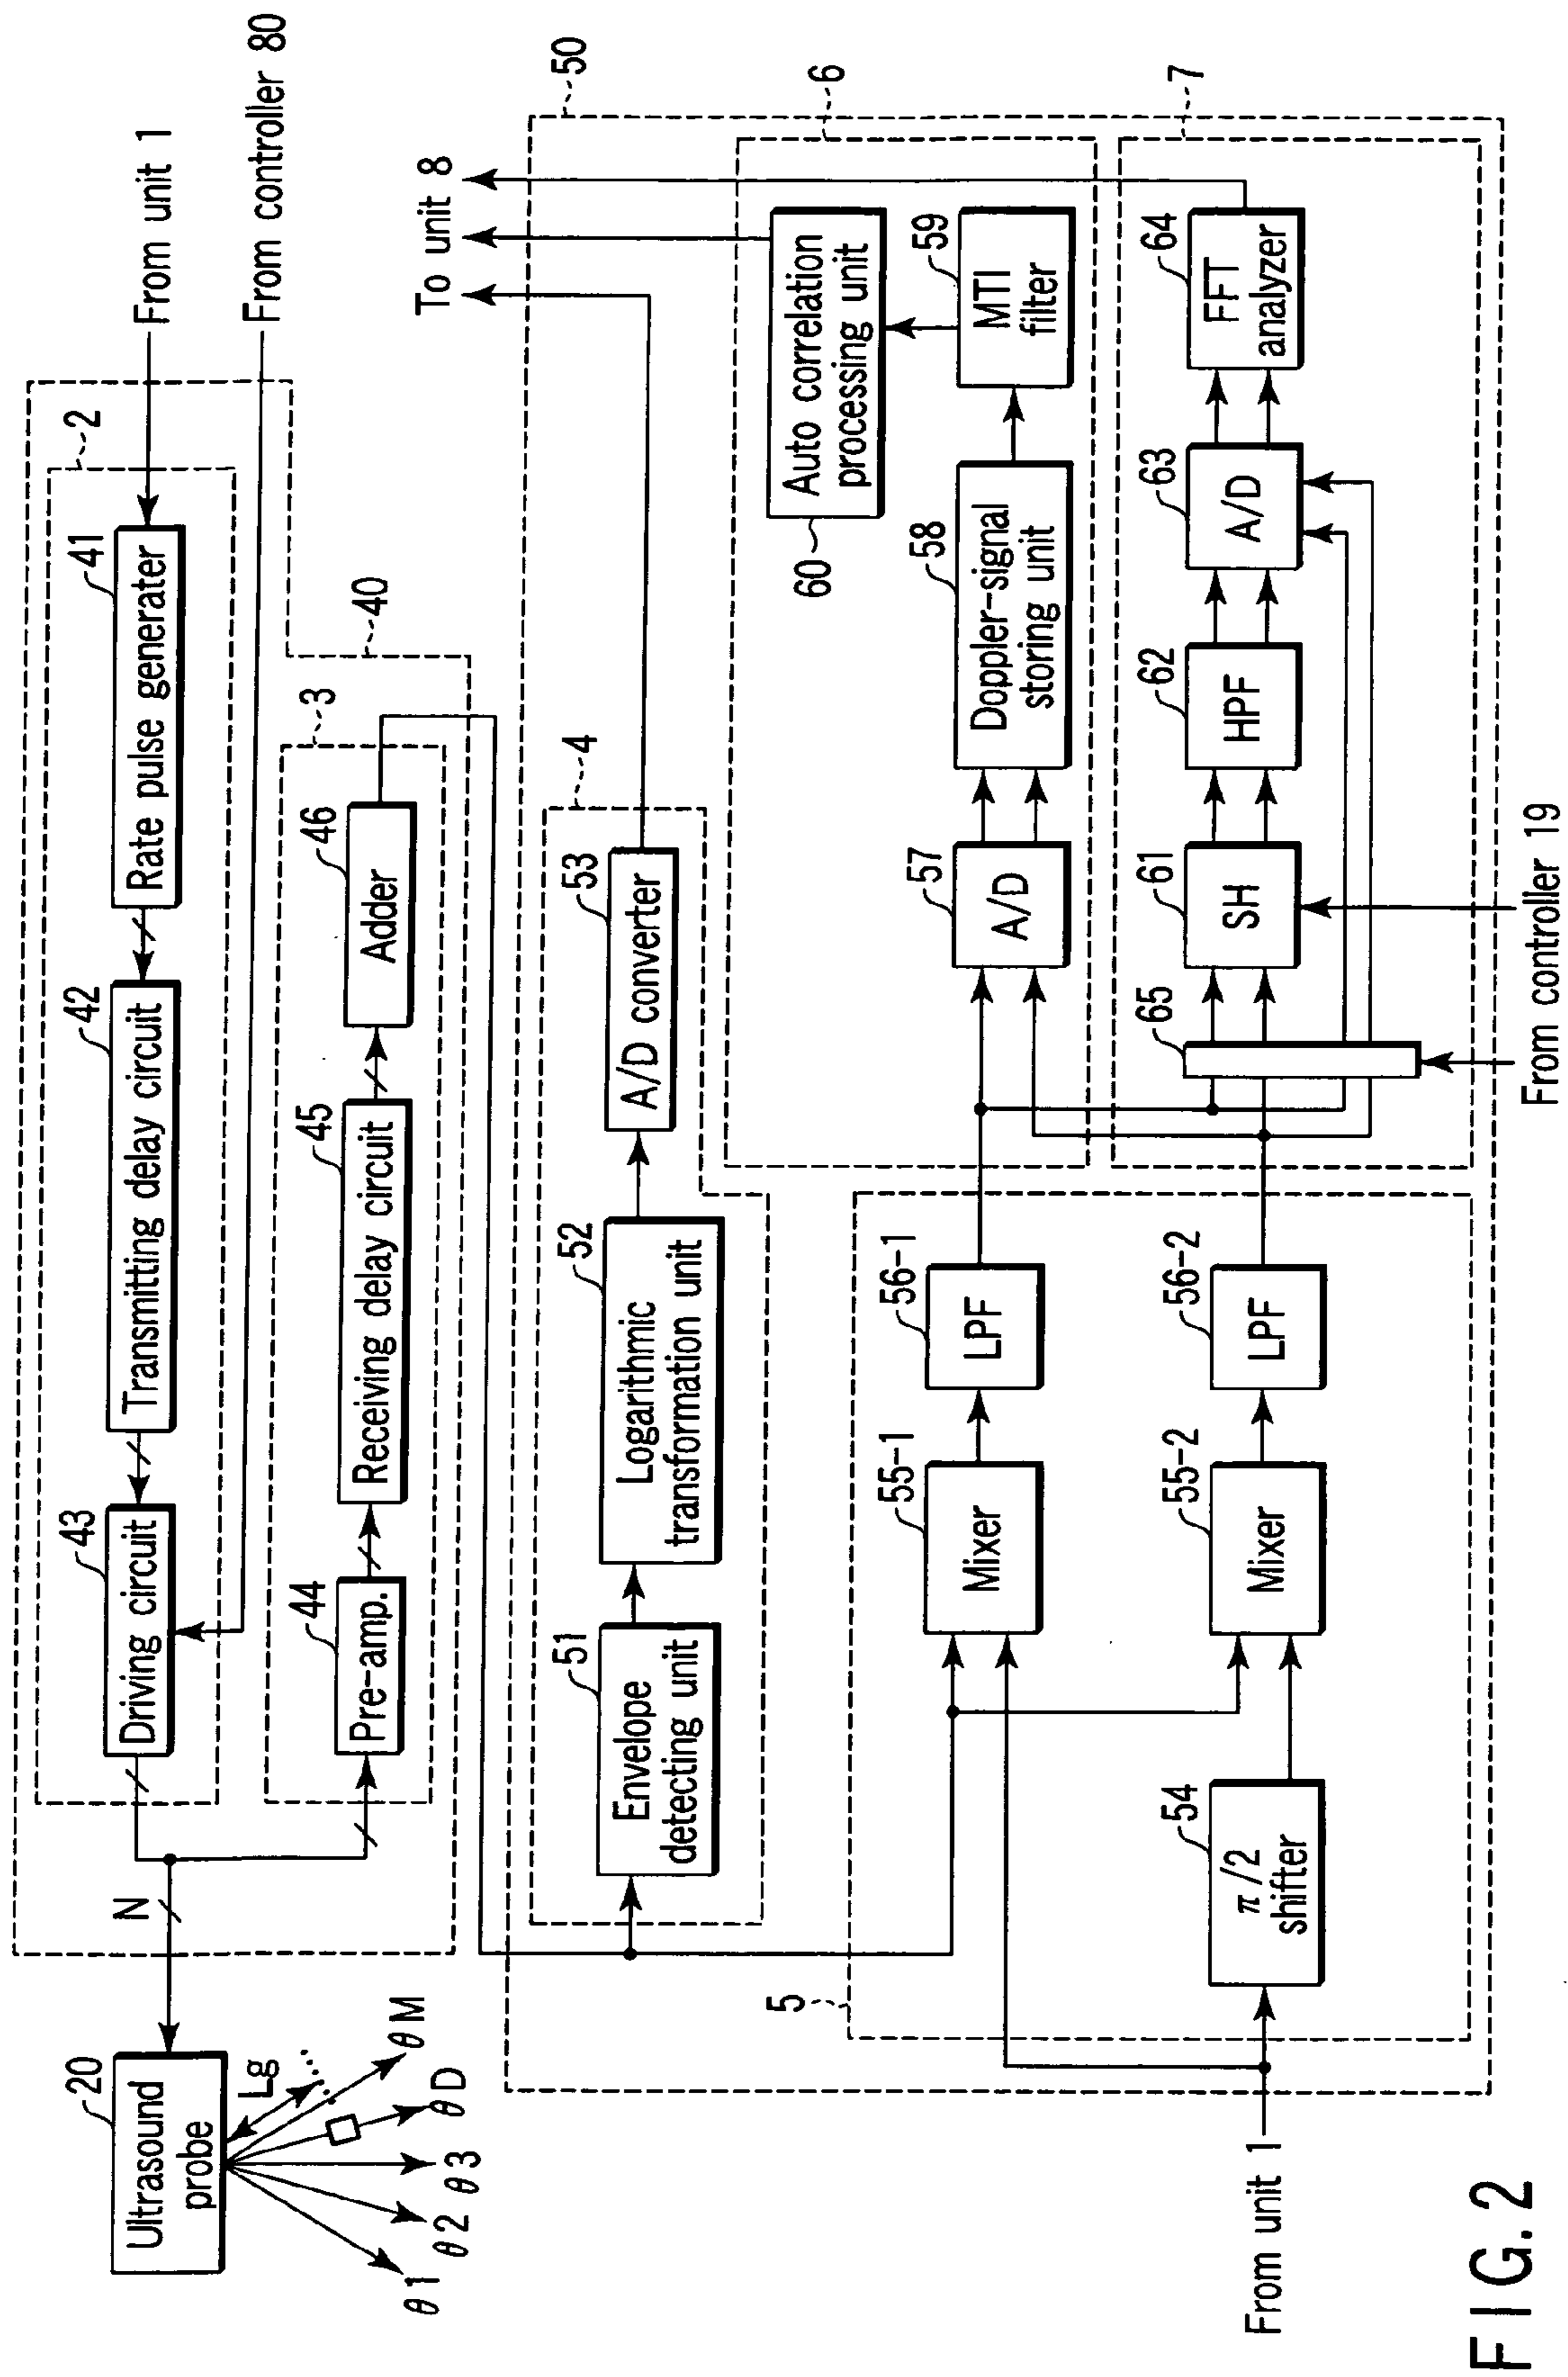 From unit 1
From controller 80
2
41
Rate pulse generater
42
Transmitting delay circuit
43
Driving circuit
40
3
44
Pre-amp.
45
Receiving delay circuit
46
Adder
N
20
Ultrasound
probe
Lg
θ1
θ2
θ3
θD
θM
To unit 8
50
4
51
Envelope
detecting unit
52
Logarithmic
transformation unit
53
A/D converter
6
57
A/D
58
Doppler-signal
storing unit
59
MTI
filter
60
Auto correlation
processing unit
5
55-1
Mixer
56-1
LPF
54
π/2
shifter
55-2
Mixer
56-2
LPF
7
65
61
SH
62
HPF
63
A/D
64
FFT
analyzer
From unit 1
From controller 19
FIG. 2